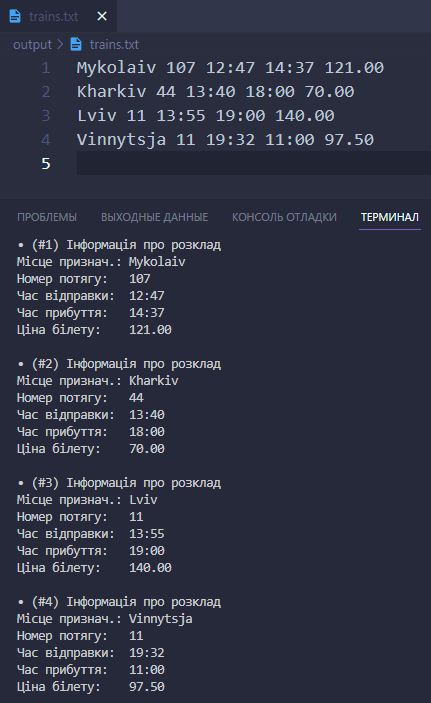 trains.txt
output > trains.txt
1 Mykolaiv 107 12:47 14:37 121.00
2 Kharkiv 44 13:40 18:00 70.00
3 Lviv 11 13:55 19:00 140.00
4 Vinnytsja 11 19:32 11:00 97.50
5
ПРОБЛЕМЫ ВЫХОДНЫЕ ДАННЫЕ КОНСОЛЬ ОТЛАДКИ ТЕРМИНАЛ
• (#1) Інформація про розклад
Місце признач.: Mykolaiv
Номер потягу: 107
Час відправки: 12:47
Час прибуття: 14:37
Ціна білету: 121.00
• (#2) Інформація про розклад
Місце признач.: Kharkiv
Номер потягу: 44
Час відправки: 13:40
Час прибуття: 18:00
Ціна білету: 70.00
• (#3) Інформація про розклад
Місце признач.: Lviv
Номер потягу: 11
Час відправки: 13:55
Час прибуття: 19:00
Ціна білету: 140.00
• (#4) Інформація про розклад
Місце признач.: Vinnytsja
Номер потягу: 11
Час відправки: 19:32
Час прибуття: 11:00
Ціна білету: 97.50